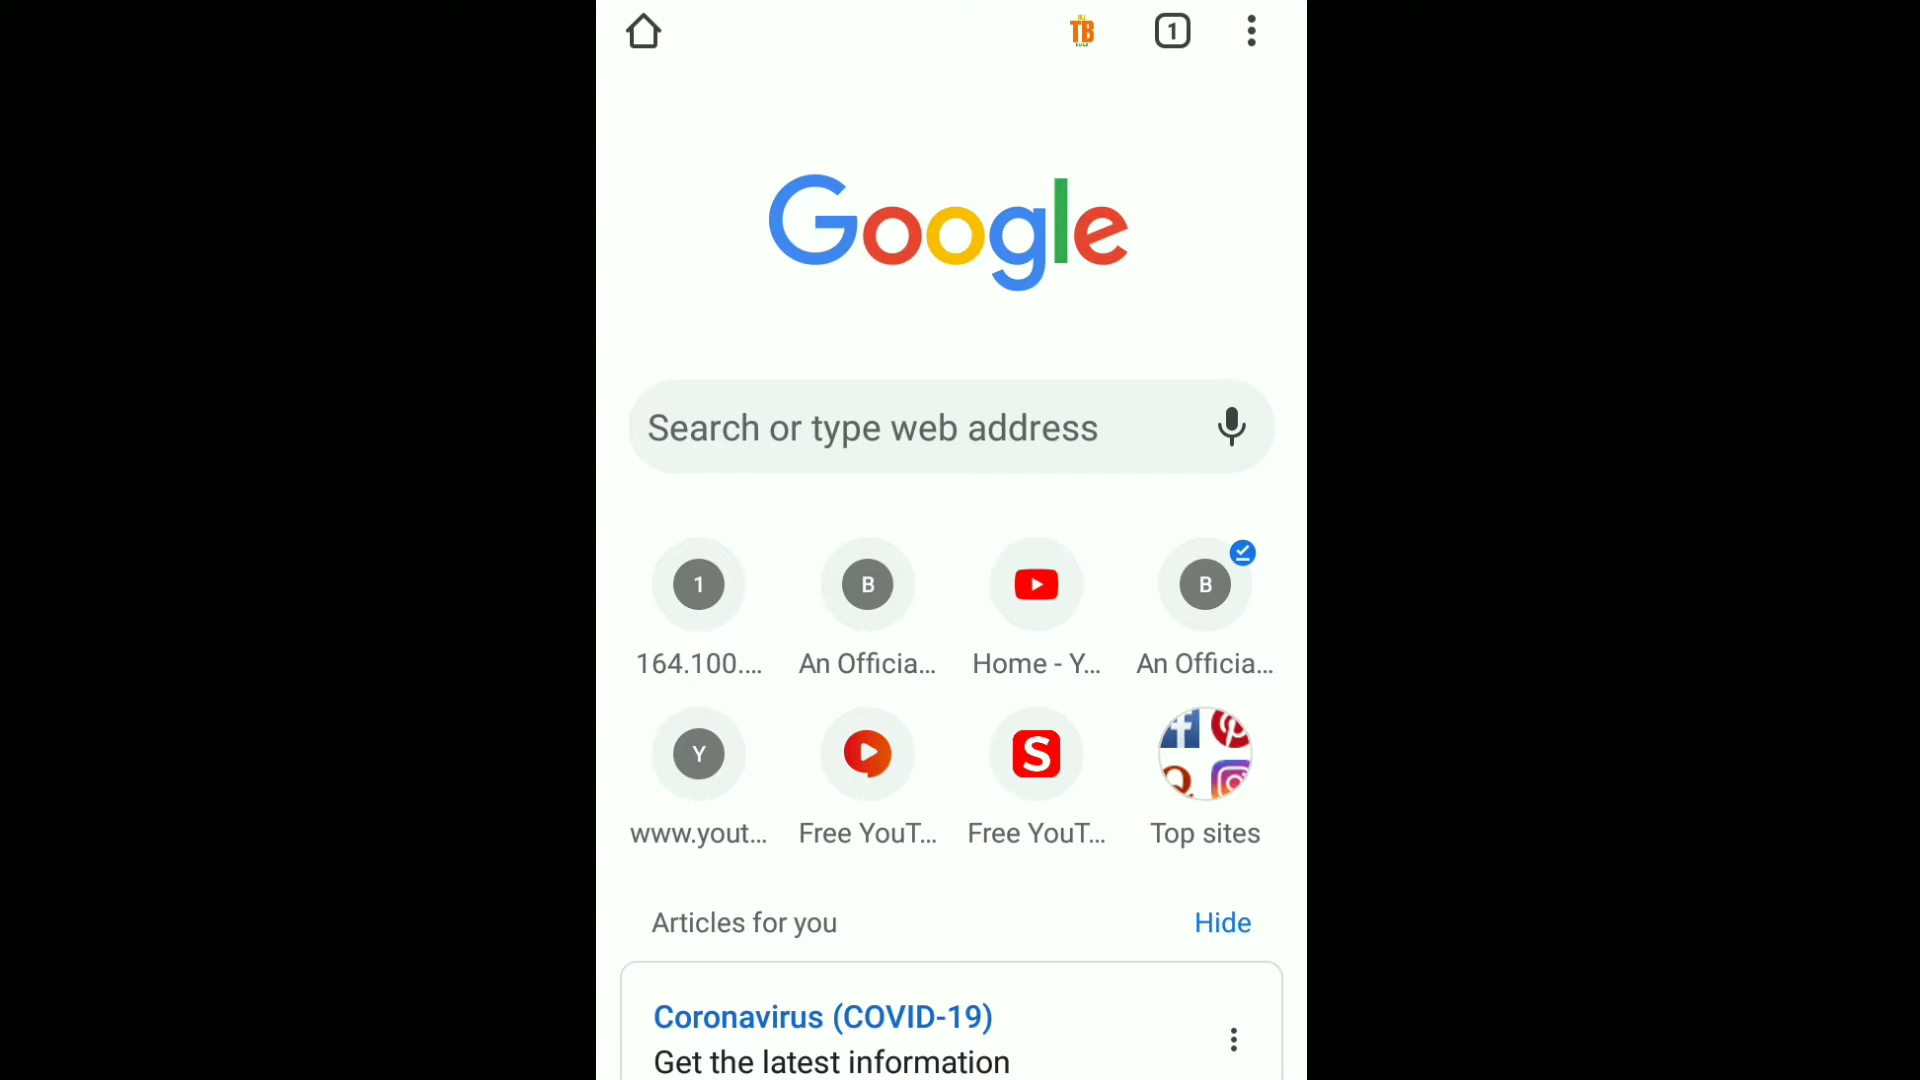 TB
1
Google
Search or type web address
1
B
B
164.100....
An Officia...
Home - Y...
An Officia...
Y
S
www.yout...
Free YouT...
Free YouT...
Top sites
Articles for you
Hide
Coronavirus (COVID-19)
Get the latest information